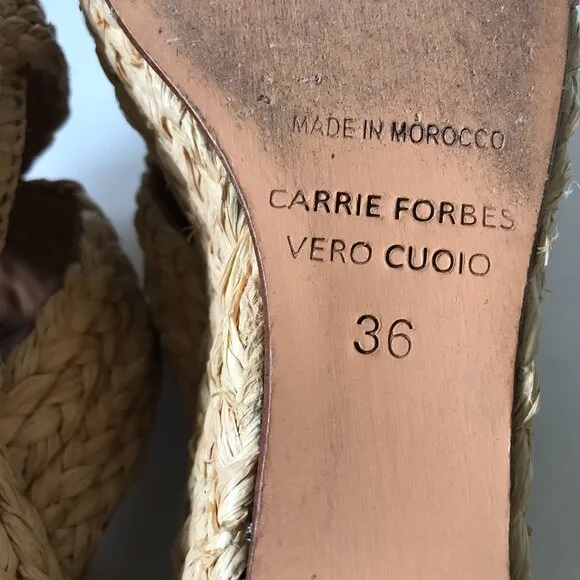 MADE IN MOROCCO
CARRIE FORBES
VERO CUOIO
36